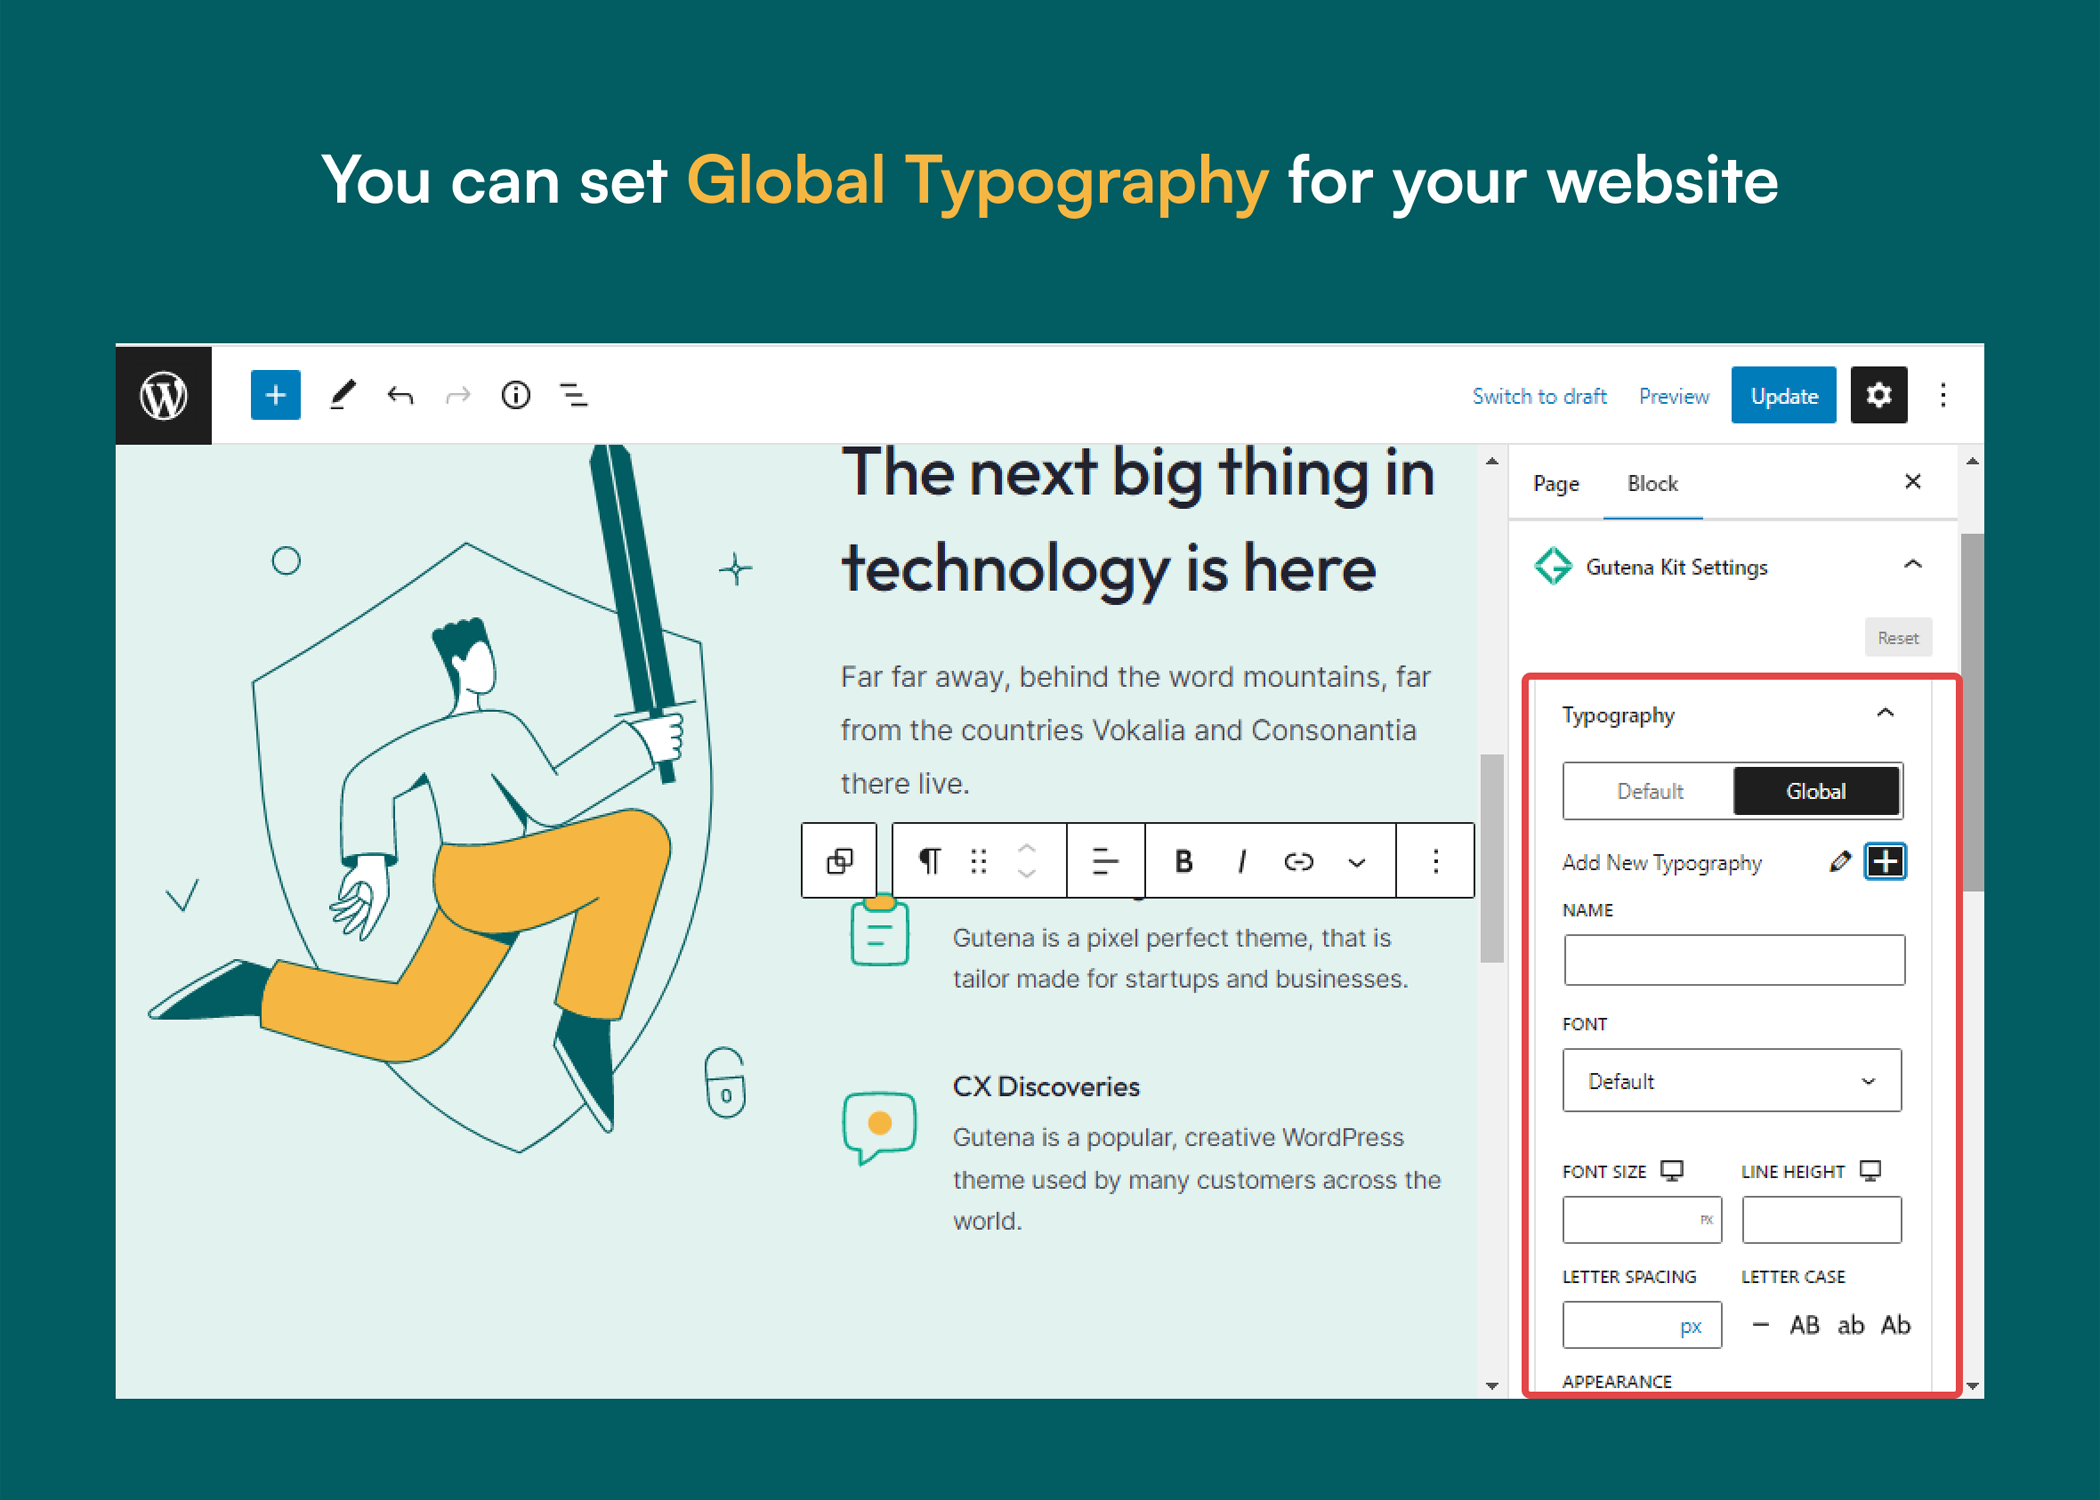 You can set Global Typography for your website
Switch to draft
Preview
Update
The next big thing in
technology is here
Far far away, behind the word mountains, far
from the countries Vokalia and Consonantia
there live.
B I
Gutena is a pixel perfect theme, that is
tailor made for startups and businesses.
CX Discoveries
Gutena is a popular, creative WordPress
theme used by many customers across the
world.
Page
Block
Gutena Kit Settings
Reset
Typography
Default
Global
Add New Typography
NAME
FONT
Default
FONT SIZE
LINE HEIGHT
PX
LETTER SPACING
LETTER CASE
px
– AB ab Ab
APPEARANCE